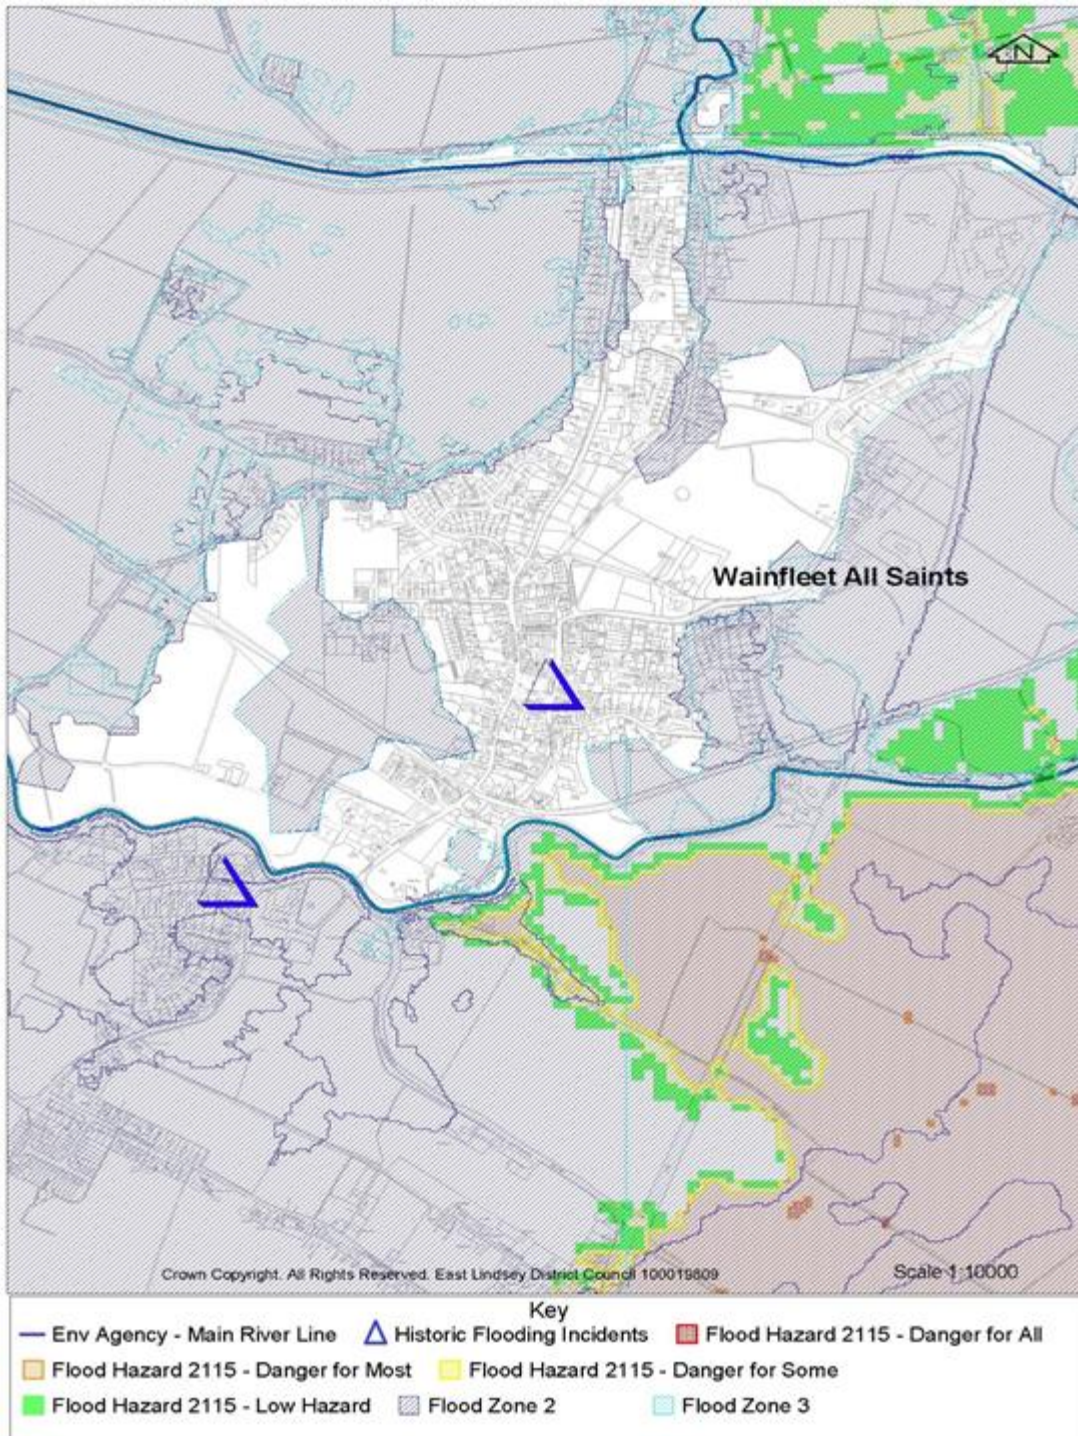 N
Wainfleet All Saints
Crown Copyright. All Rights Reserved. East Lindsey District Council 100019809
Scale 1:10000
Key
Env Agency - Main River Line
Historic Flooding Incidents
Flood Hazard 2115 - Danger for All
Flood Hazard 2115 - Danger for Most
Flood Hazard 2115 - Danger for Some
Flood Hazard 2115 - Low Hazard
Flood Zone 2
Flood Zone 3